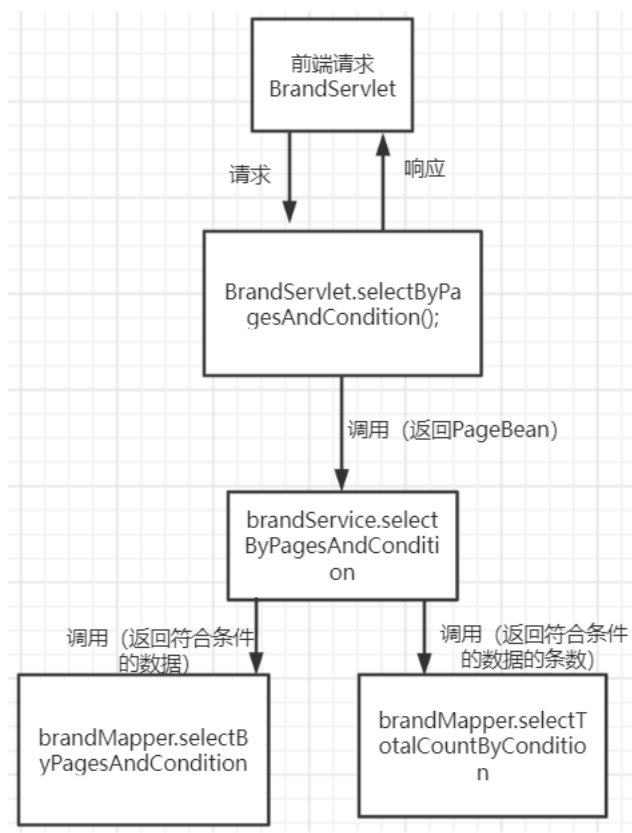 前端请求
BrandServlet
请求
响应
BrandServlet.selectByPa
gesAndCondition();
调用（返回PageBean）
brandService.select
ByPagesAndConditi
on
调用（返回符合条件
的数据）
调用（返回符合条件
的数据的条数）
brandMapper.selectB
yPagesAndCondition
brandMapper.selectT
otalCountByConditio
n